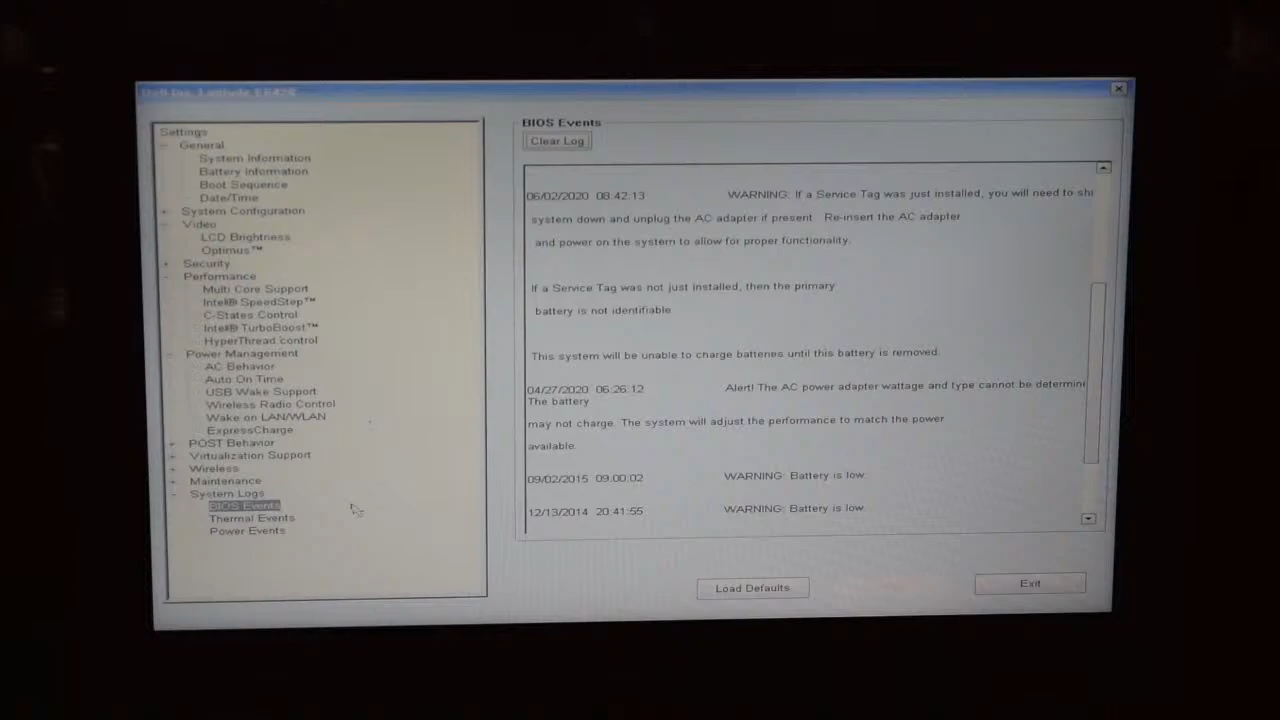 Dell Inc. Latitude E6420
Settings
General
System Information
Battery Information
Boot Sequence
Date/Time
System Configuration
Video
LCD Brightness
Optimus™
Security
Performance
Multi Core Support
Intel® SpeedStep™
C-States Control
Intel® TurboBoost™
HyperThread control
Power Management
AC Behavior
Auto On Time
USB Wake Support
Wireless Radio Control
Wake on LAN/WLAN
ExpressCharge
POST Behavior
Virtualization Support
Wireless
Maintenance
System Logs
BIOS Events
Thermal Events
Power Events
BIOS Events
Clear Log
06/02/2020 08:42:13 WARNING: If a Service Tag was just installed, you will need to sh
system down and unplug the AC adapter if present Re-insert the AC adapter
and power on the system to allow for proper functionality.
If a Service Tag was not just installed, then the primary
battery is not identifiable
This system will be unable to charge batteries until this battery is removed.
04/27/2020 06:26:12 Alert! The AC power adapter wattage and type cannot be determin
The battery
may not charge. The system will adjust the performance to match the power
available.
09/02/2015 09:00:02 WARNING: Battery is low
12/13/2014 20:41:55 WARNING: Battery is low
Load Defaults
Exit